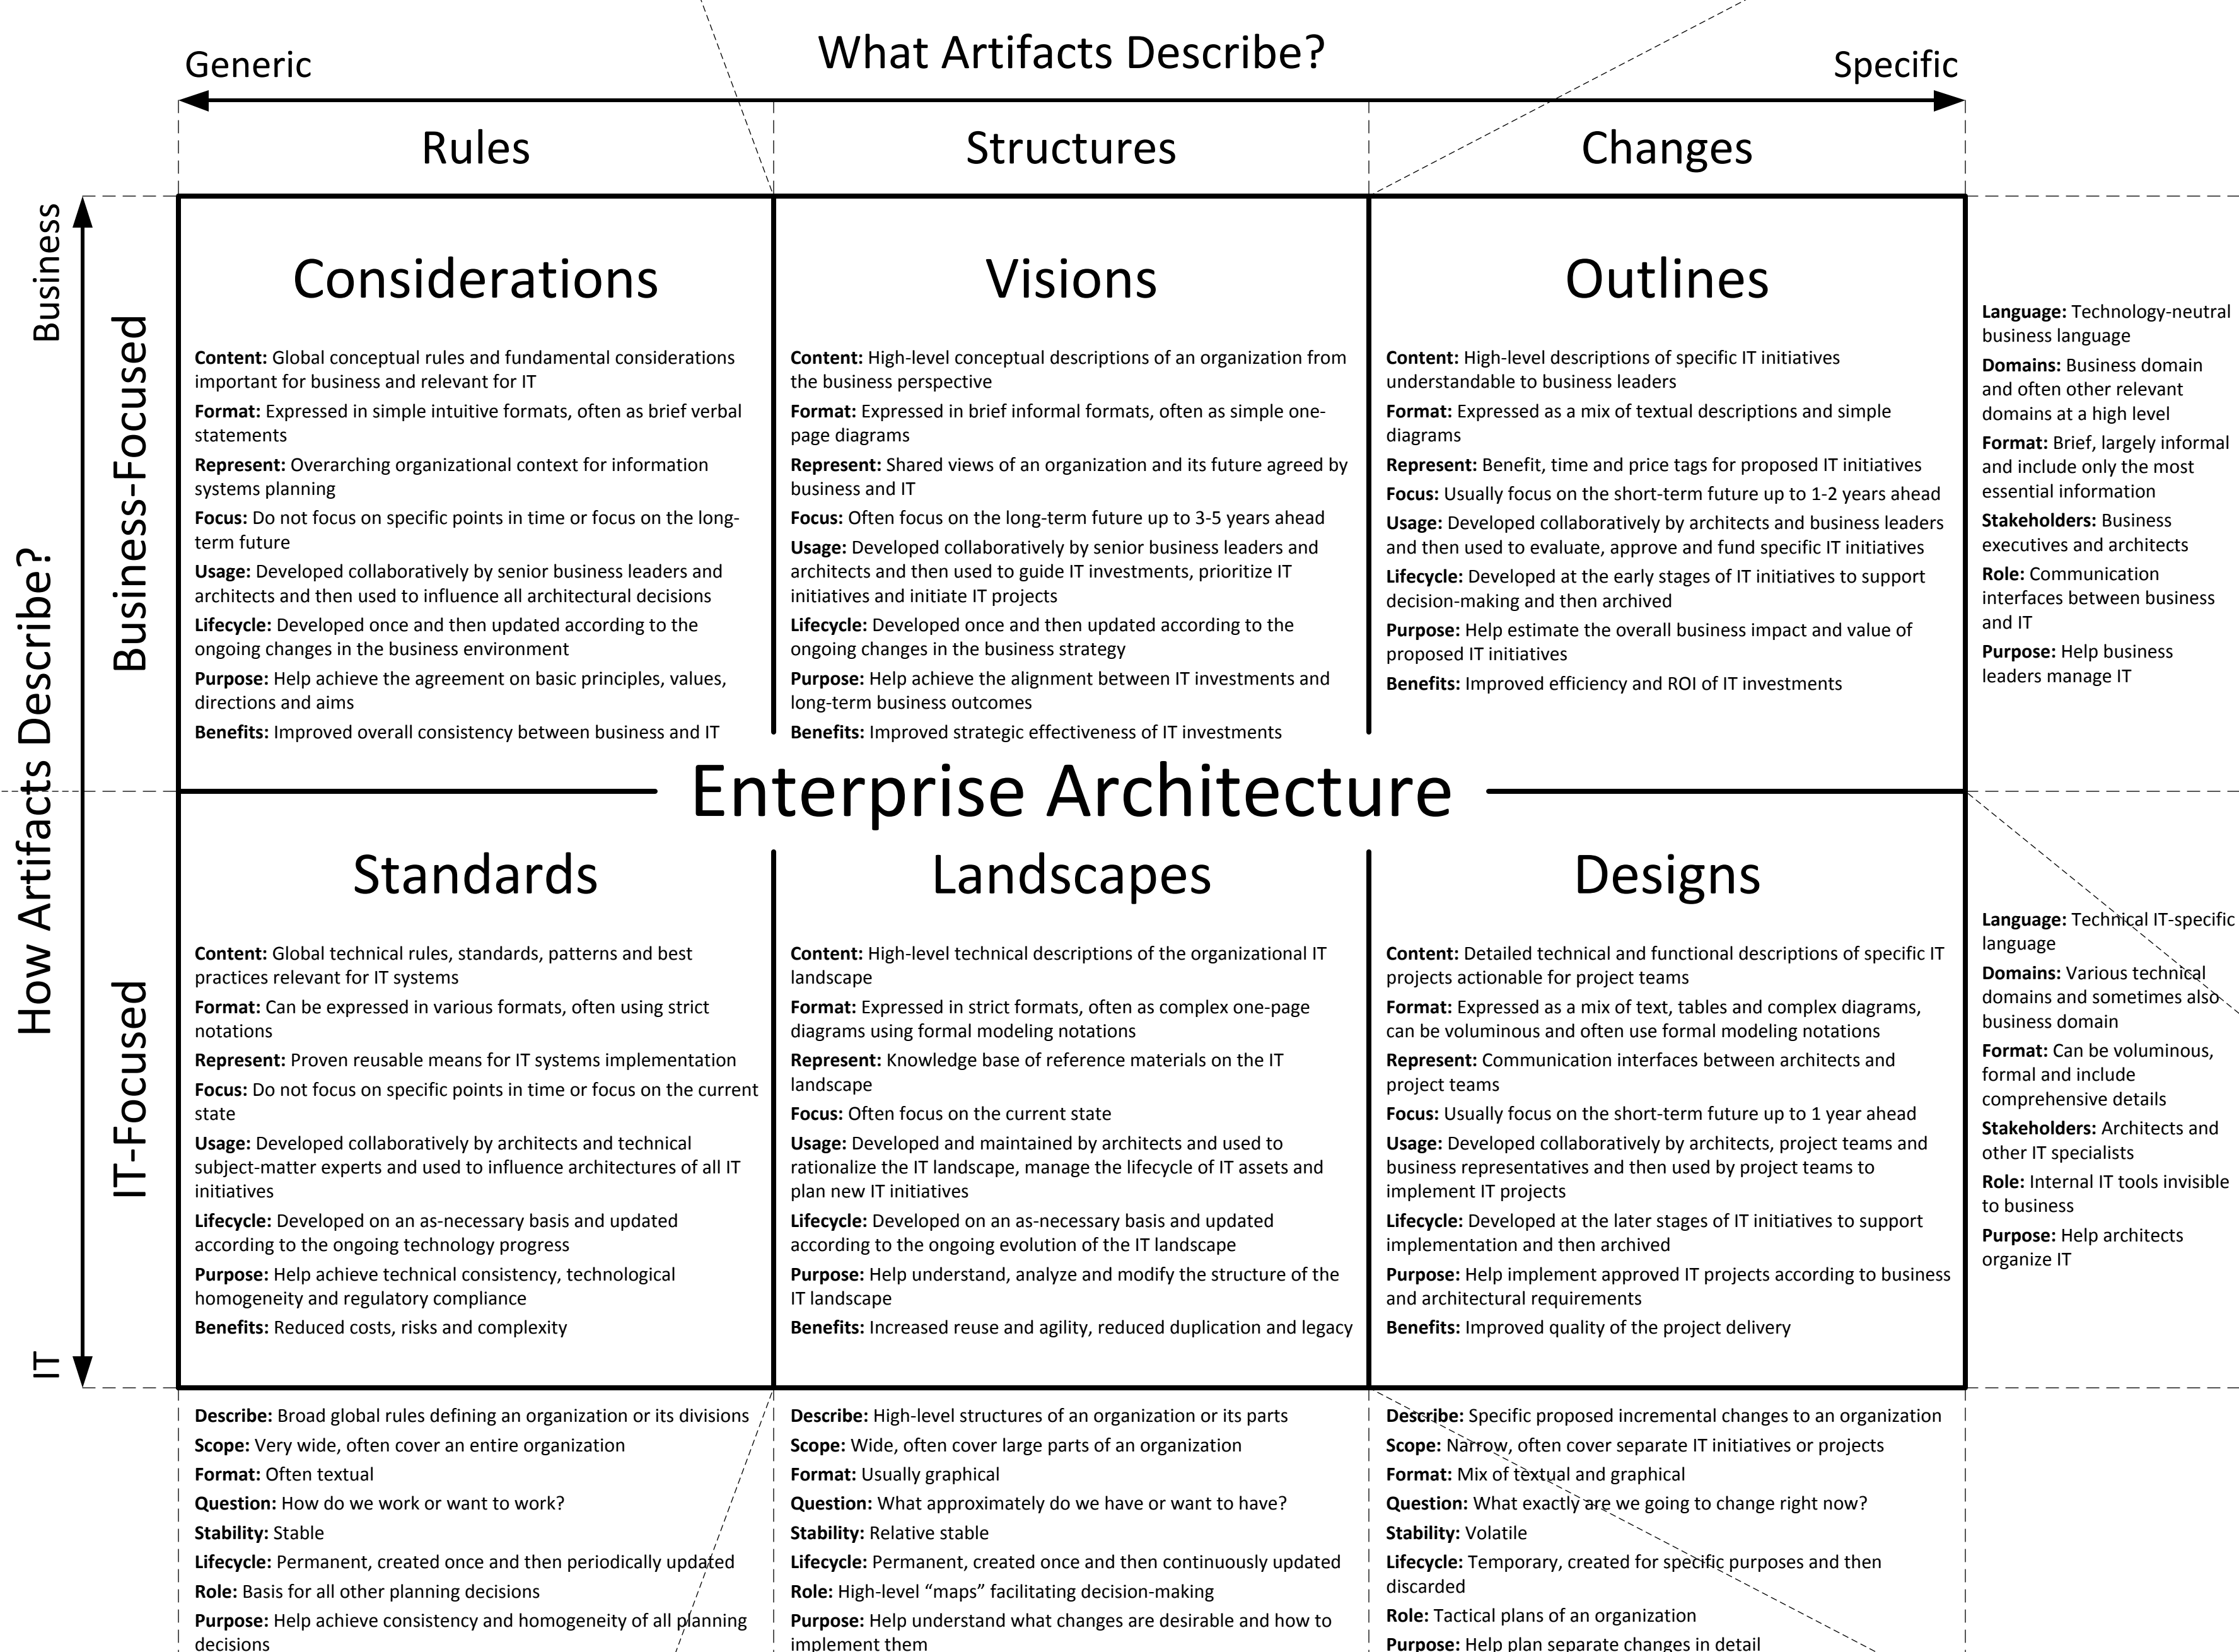 What Artifacts Describe?
Generic
Specific
Rules
Structures
Changes
How Artifacts Describe?
Business
Business-Focused
IT-Focused
IT
Considerations
Content: Global conceptual rules and fundamental considerations
important for business and relevant for IT
Format: Expressed in simple intuitive formats, often as brief verbal
statements
Represent: Overarching organizational context for information
systems planning
Focus: Do not focus on specific points in time or focus on the long-
term future
Usage: Developed collaboratively by senior business leaders and
architects and then used to influence all architectural decisions
Lifecycle: Developed once and then updated according to the
ongoing changes in the business environment
Purpose: Help achieve the agreement on basic principles, values,
directions and aims
Benefits: Improved overall consistency between business and IT
Visions
Content: High-level conceptual descriptions of an organization from
the business perspective
Format: Expressed in brief informal formats, often as simple one-
page diagrams
Represent: Shared views of an organization and its future agreed by
business and IT
Focus: Often focus on the long-term future up to 3-5 years ahead
Usage: Developed collaboratively by senior business leaders and
architects and then used to guide IT investments, prioritize IT
initiatives and initiate IT projects
Lifecycle: Developed once and then updated according to the
ongoing changes in the business strategy
Purpose: Help achieve the alignment between IT investments and
long-term business outcomes
Benefits: Improved strategic effectiveness of IT investments
Outlines
Content: High-level descriptions of specific IT initiatives
understandable to business leaders
Format: Expressed as a mix of textual descriptions and simple
diagrams
Represent: Benefit, time and price tags for proposed IT initiatives
Focus: Usually focus on the short-term future up to 1-2 years ahead
Usage: Developed collaboratively by architects and business leaders
and then used to evaluate, approve and fund specific IT initiatives
Lifecycle: Developed at the early stages of IT initiatives to support
decision-making and then archived
Purpose: Help estimate the overall business impact and value of
proposed IT initiatives
Benefits: Improved efficiency and ROI of IT investments
Language: Technology-neutral
business language
Domains: Business domain
and often other relevant
domains at a high level
Format: Brief, largely informal
and include only the most
essential information
Stakeholders: Business
executives and architects
Role: Communication
interfaces between business
and IT
Purpose: Help business
leaders manage IT
Enterprise Architecture
Standards
Content: Global technical rules, standards, patterns and best
practices relevant for IT systems
Format: Can be expressed in various formats, often using strict
notations
Represent: Proven reusable means for IT systems implementation
Focus: Do not focus on specific points in time or focus on the current
state
Usage: Developed collaboratively by architects and technical
subject-matter experts and used to influence architectures of all IT
initiatives
Lifecycle: Developed on an as-necessary basis and updated
according to the ongoing technology progress
Purpose: Help achieve technical consistency, technological
homogeneity and regulatory compliance
Benefits: Reduced costs, risks and complexity
Landscapes
Content: High-level technical descriptions of the organizational IT
landscape
Format: Expressed in strict formats, often as complex one-page
diagrams using formal modeling notations
Represent: Knowledge base of reference materials on the IT
landscape
Focus: Often focus on the current state
Usage: Developed and maintained by architects and used to
rationalize the IT landscape, manage the lifecycle of IT assets and
plan new IT initiatives
Lifecycle: Developed on an as-necessary basis and updated
according to the ongoing evolution of the IT landscape
Purpose: Help understand, analyze and modify the structure of the
IT landscape
Benefits: Increased reuse and agility, reduced duplication and legacy
Designs
Content: Detailed technical and functional descriptions of specific IT
projects actionable for project teams
Format: Expressed as a mix of text, tables and complex diagrams,
can be voluminous and often use formal modeling notations
Represent: Communication interfaces between architects and
project teams
Focus: Usually focus on the short-term future up to 1 year ahead
Usage: Developed collaboratively by architects, project teams and
business representatives and then used by project teams to
implement IT projects
Lifecycle: Developed at the later stages of IT initiatives to support
implementation and then archived
Purpose: Help implement approved IT projects according to business
and architectural requirements
Benefits: Improved quality of the project delivery
Language: Technical IT-specific
language
Domains: Various technical
domains and sometimes also
business domain
Format: Can be voluminous,
formal and include
comprehensive details
Stakeholders: Architects and
other IT specialists
Role: Internal IT tools invisible
to business
Purpose: Help architects
organize IT
Describe: Broad global rules defining an organization or its divisions
Scope: Very wide, often cover an entire organization
Format: Often textual
Question: How do we work or want to work?
Stability: Stable
Lifecycle: Permanent, created once and then periodically updated
Role: Basis for all other planning decisions
Purpose: Help achieve consistency and homogeneity of all planning
decisions
Describe: High-level structures of an organization or its parts
Scope: Wide, often cover large parts of an organization
Format: Usually graphical
Question: What approximately do we have or want to have?
Stability: Relative stable
Lifecycle: Permanent, created once and then continuously updated
Role: High-level “maps” facilitating decision-making
Purpose: Help understand what changes are desirable and how to
implement them
Describe: Specific proposed incremental changes to an organization
Scope: Narrow, often cover separate IT initiatives or projects
Format: Mix of textual and graphical
Question: What exactly are we going to change right now?
Stability: Volatile
Lifecycle: Temporary, created for specific purposes and then
discarded
Role: Tactical plans of an organization
Purpose: Help plan separate changes in detail